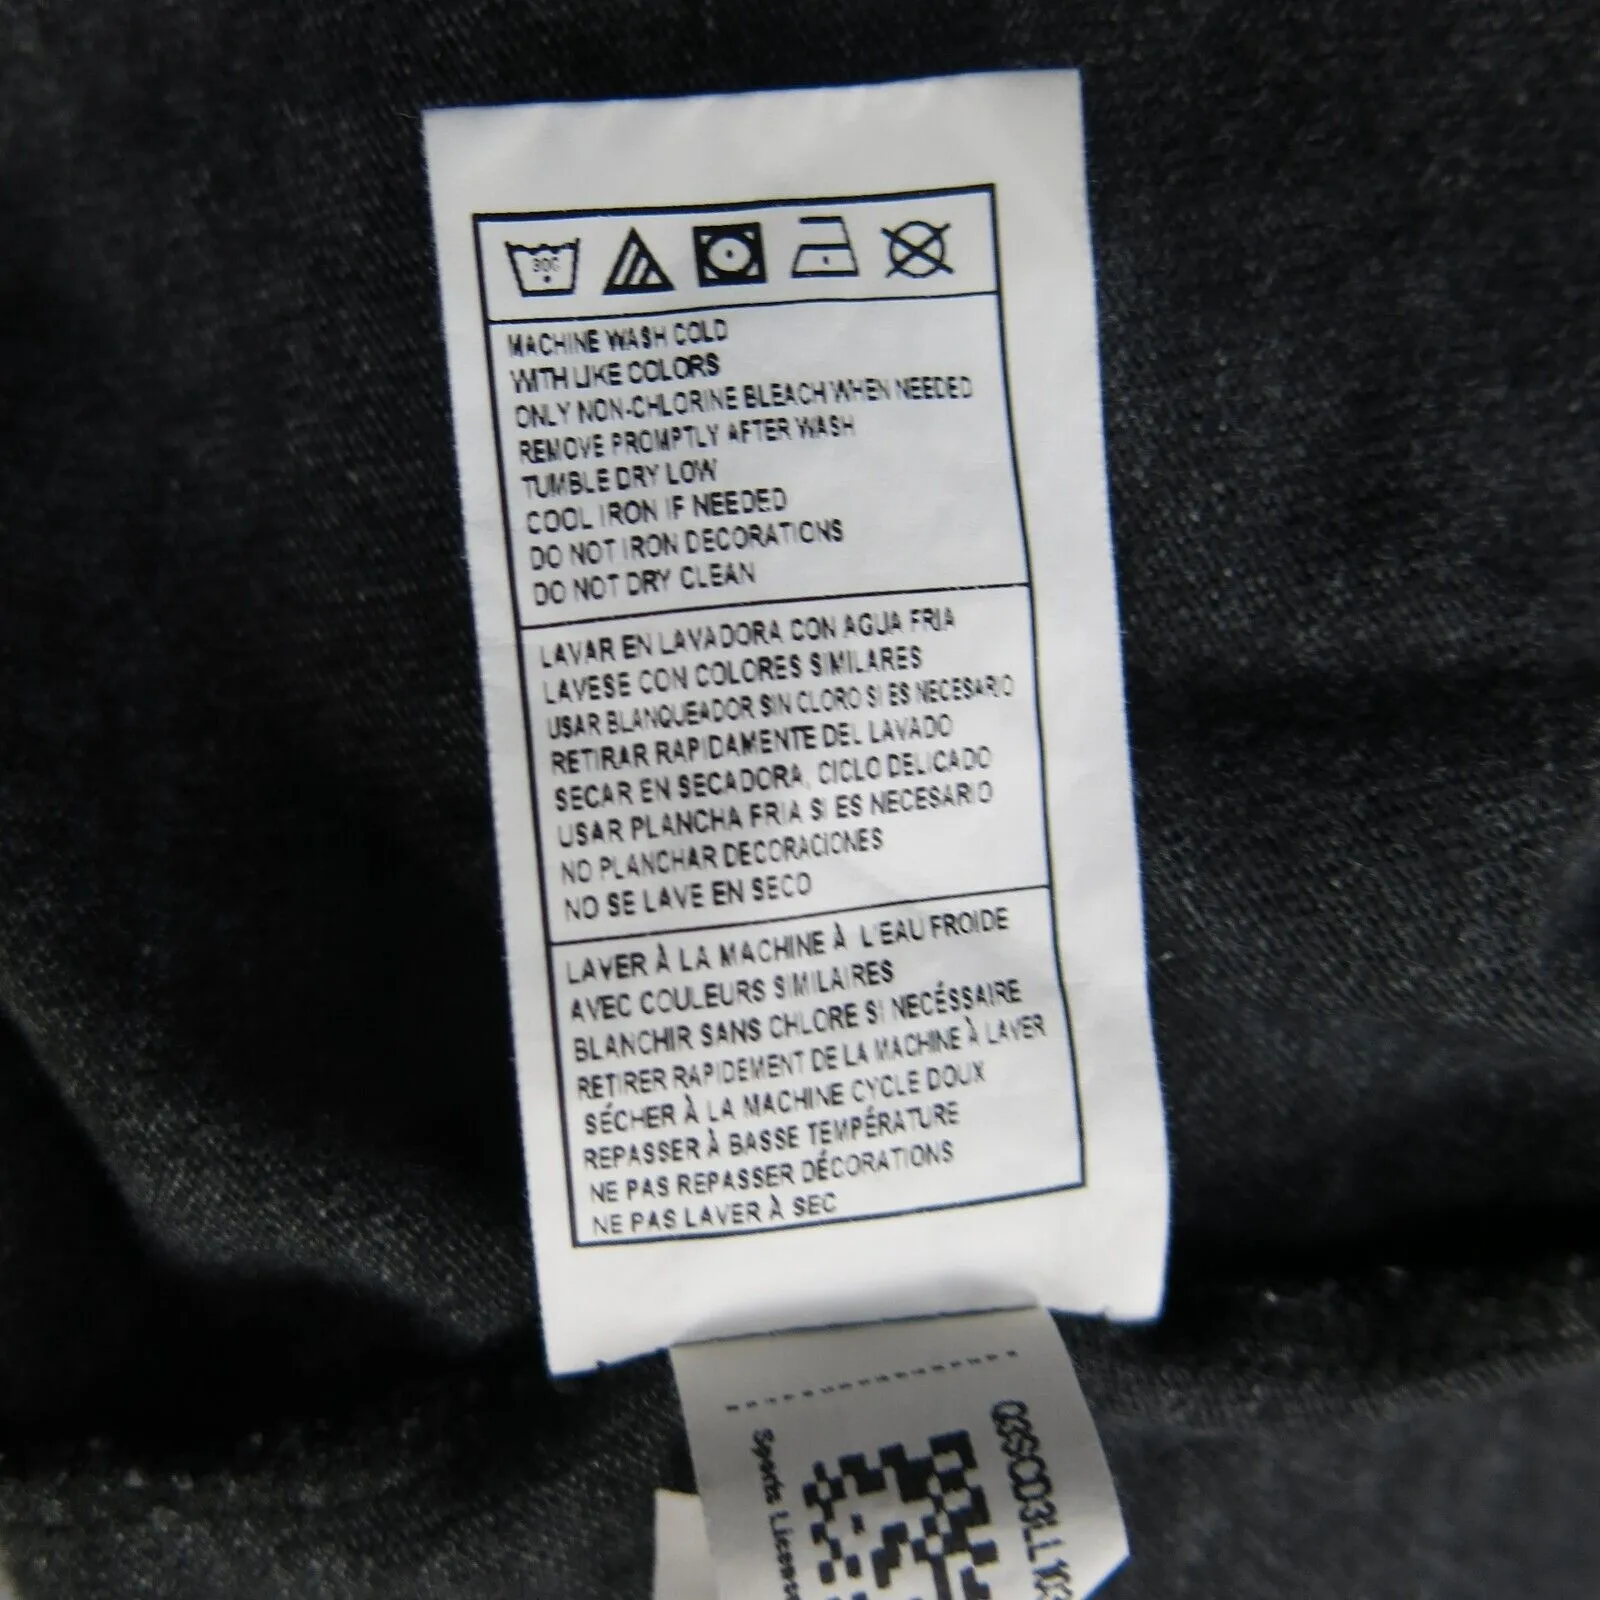 30C
MACHINE WASH COLD
WITH LIKE COLORS
ONLY NON-CHLORINE BLEACH WHEN NEEDED
REMOVE PROMPTLY AFTER WASH
TUMBLE DRY LOW
COOL IRON IF NEEDED
DO NOT IRON DECORATIONS
DO NOT DRY CLEAN
LAVAR EN LAVADORA CON AGUA FRIA
LAVESE CON COLORES SIMILARES
USAR BLANQUEADOR SIN CLORO SI ES NECESARIO
RETIRAR RAPIDAMENTE DEL LAVADO
SECAR EN SECADORA, CICLO DELICADO
USAR PLANCHA FRIA SI ES NECESARIO
NO PLANCHAR DECORACIONES
NO SE LAVE EN SECO
LAVER À LA MACHINE À L'EAU FROIDE
AVEC COULEURS SIMILAIRES
BLANCHIR SANS CHLORE SI NECÉSSAIRE
RETIRER RAPIDEMENT DE LA MACHINE À LAVER
SÉCHER À LA MACHINE CYCLE DOUX
REPASSER À BASSE TEMPÉRATURE
NE PAS REPASSER DÉCORATIONS
NE PAS LAVER À SEC
Sports